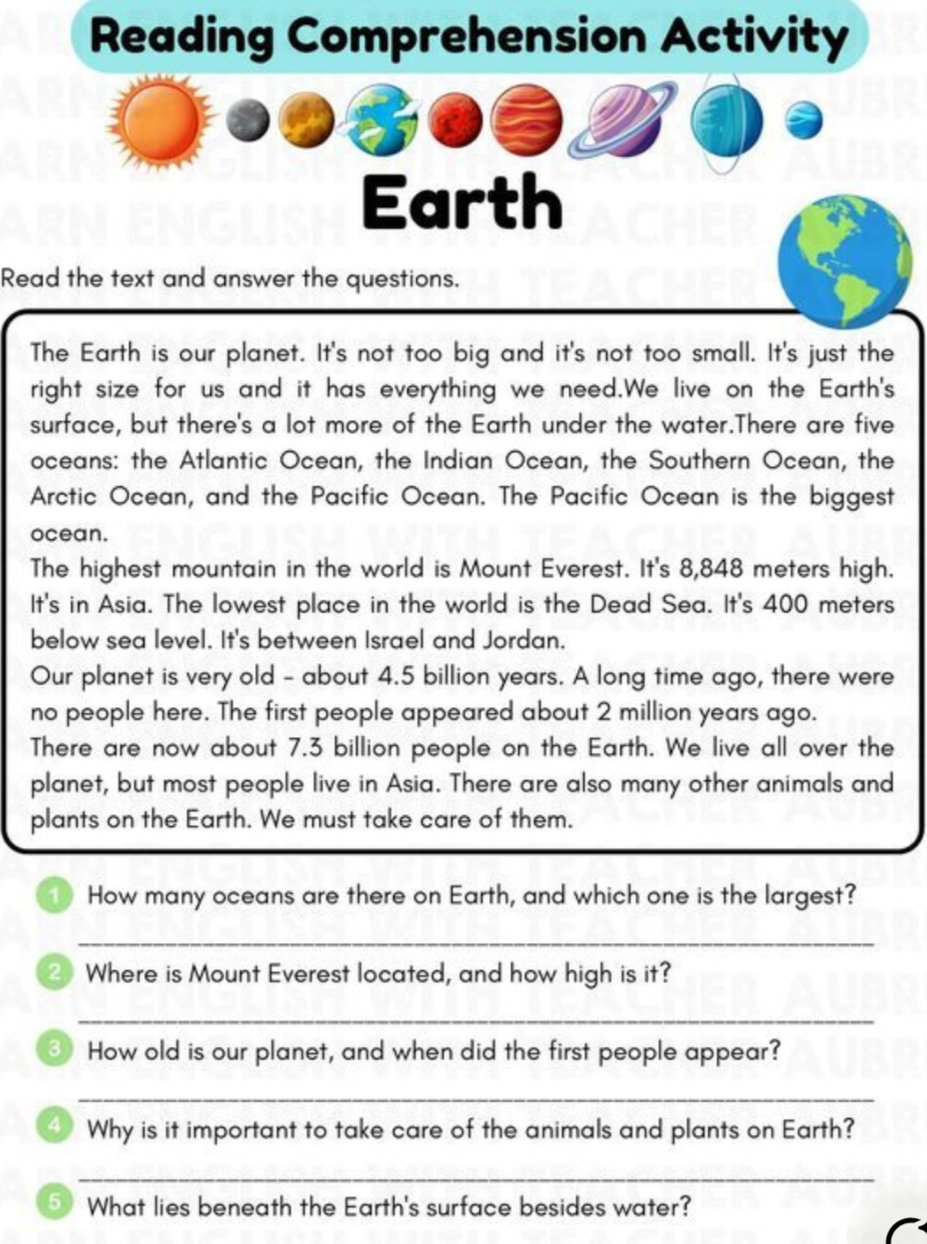 Reading Comprehension Activity
Earth
Read the text and answer the questions.
The Earth is our planet. It's not too big and it's not too small. It's just the
right size for us and it has everything we need.We live on the Earth's
surface, but there's a lot more of the Earth under the water.There are five
oceans: the Atlantic Ocean, the Indian Ocean, the Southern Ocean, the
Arctic Ocean, and the Pacific Ocean. The Pacific Ocean is the biggest
ocean.
The highest mountain in the world is Mount Everest. It's 8,848 meters high.
It's in Asia. The lowest place in the world is the Dead Sea. It's 400 meters
below sea level. It's between Israel and Jordan.
Our planet is very old - about 4.5 billion years. A long time ago, there were
no people here. The first people appeared about 2 million years ago.
There are now about 7.3 billion people on the Earth. We live all over the
planet, but most people live in Asia. There are also many other animals and
plants on the Earth. We must take care of them.
1 How many oceans are there on Earth, and which one is the largest?
2 Where is Mount Everest located, and how high is it?
3 How old is our planet, and when did the first people appear?
4 Why is it important to take care of the animals and plants on Earth?
5 What lies beneath the Earth's surface besides water?